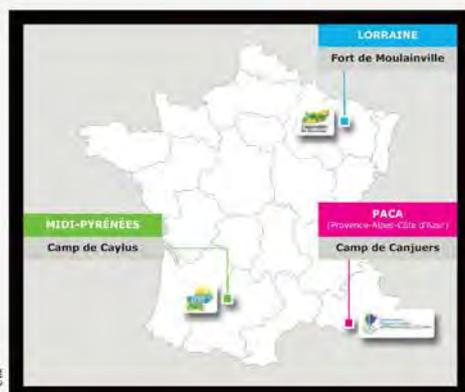 LORRAINE
Fort de Moulainville
MIDI-PYRÉNÉES
Camp de Caylus
PACA
(Provence-Alpes-Côte d'Azur)
Camp de Canjuers